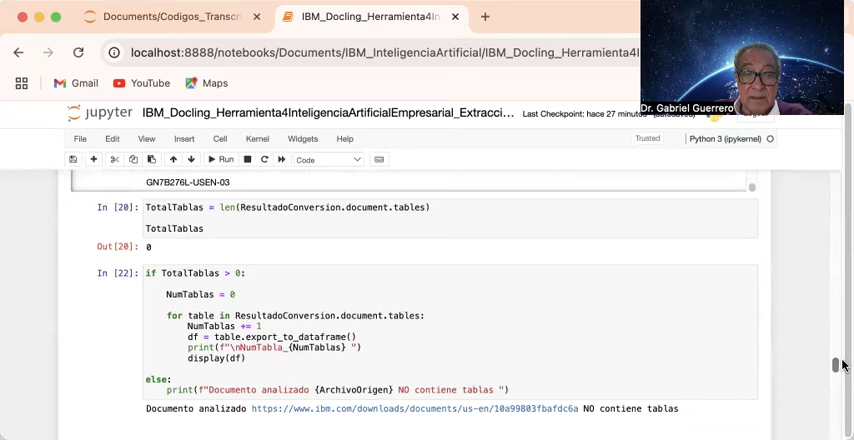 Documents/Codigos_Transcri
IBM_Docling_Herramienta4In
localhost:8888/notebooks/Documents/IBM_InteligenciaArtificial/IBM_Docling_Herramienta4I
Gmail
YouTube
Maps
Dr. Gabriel Guerrero
jupyter
IBM_Docling_Herramienta4InteligenciaArtificialEmpresarial_Extracci...
Last Checkpoint: hace 27 minutos
File Edit View Insert Cell Kernel Widgets Help
Trusted
Python 3 (ipykernel)
Run
Code
GN7B276L-USEN-03
In [20]: TotalTablas = len(ResultadoConversion.document.tables)
TotalTablas
Out[20]: 0
In [22]: if TotalTablas > 0:
NumTablas = 0
for table in ResultadoConversion.document.tables:
NumTablas += 1
df = table.export_to_dataframe()
print(f"\nNumTabla_{NumTablas} ")
display(df)
else:
print(f"Documento analizado {ArchivoOrigen} NO contiene tablas ")
Documento analizado https://www.ibm.com/downloads/documents/us-en/10a99803fbafdc6a NO contiene tablas